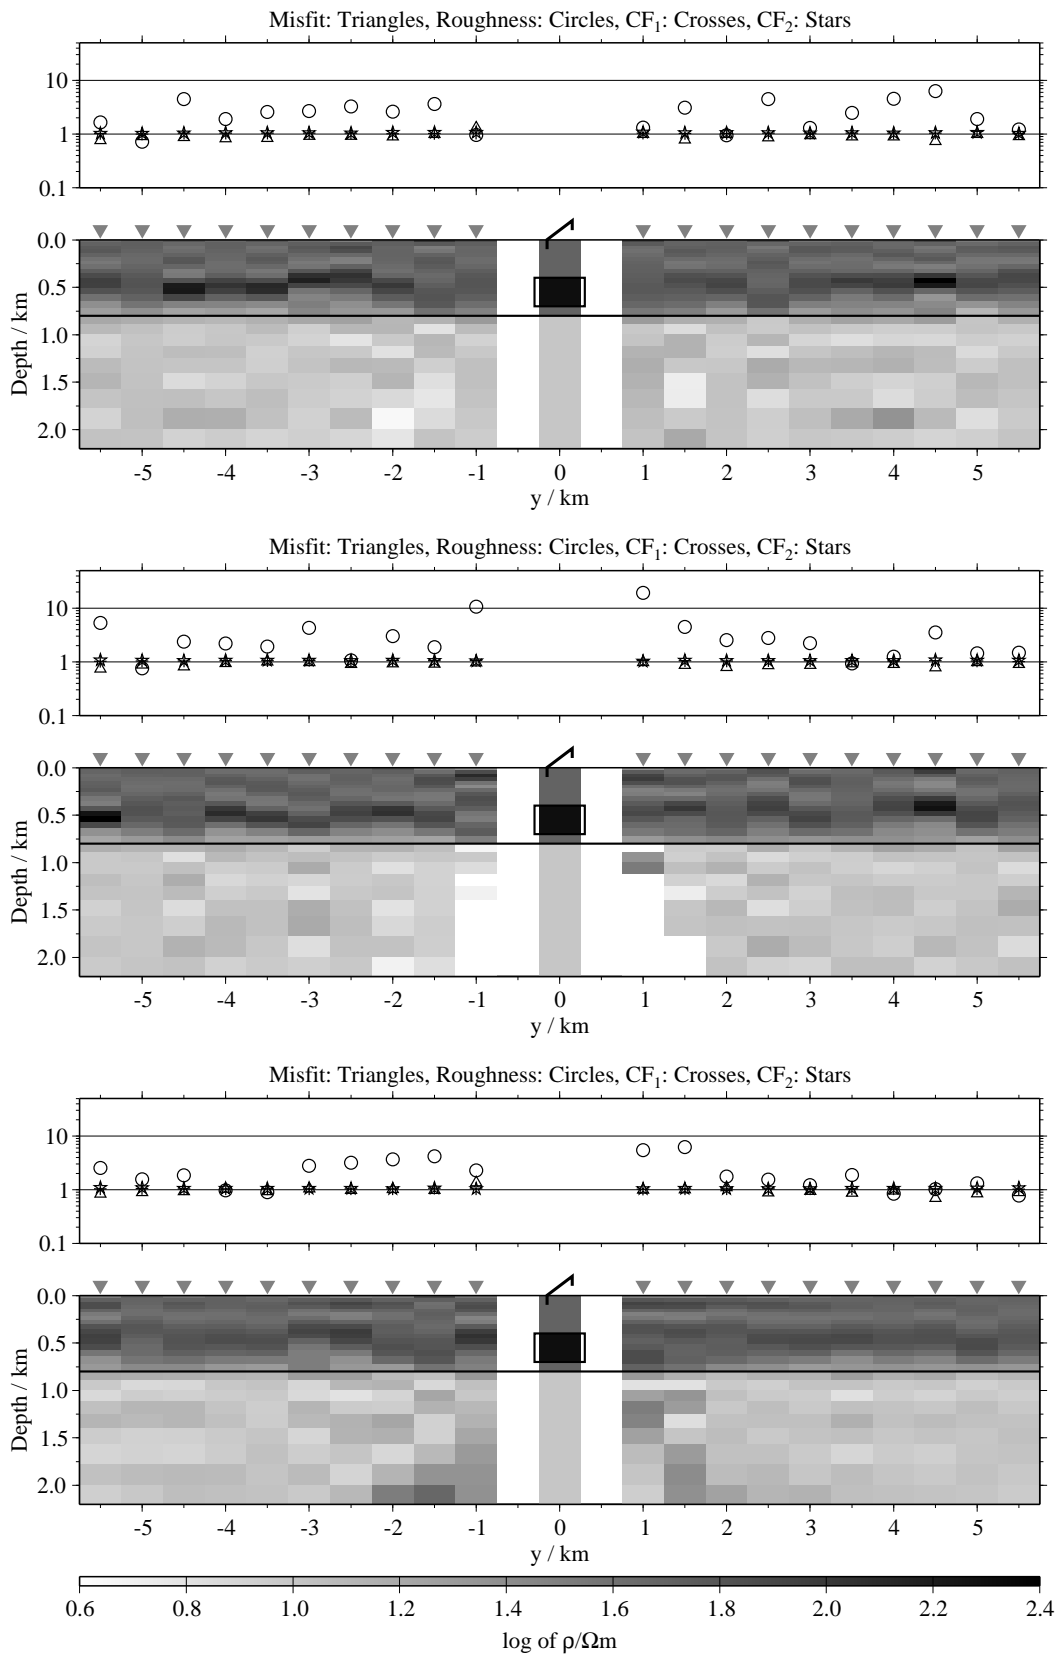 Misfit: Triangles, Roughness: Circles, CF1: Crosses, CF2: Stars
10
1
0.1
0.0
0.5
1.0
1.5
2.0
Depth / km
-5 -4 -3 -2 -1 0 1 2 3 4 5
y / km
Misfit: Triangles, Roughness: Circles, CF1: Crosses, CF2: Stars
10
1
0.1
0.0
0.5
1.0
1.5
2.0
Depth / km
-5 -4 -3 -2 -1 0 1 2 3 4 5
y / km
Misfit: Triangles, Roughness: Circles, CF1: Crosses, CF2: Stars
10
1
0.1
0.0
0.5
1.0
1.5
2.0
Depth / km
-5 -4 -3 -2 -1 0 1 2 3 4 5
y / km
0.6 0.8 1.0 1.2 1.4 1.6 1.8 2.0 2.2 2.4
log of ρ/Ωm